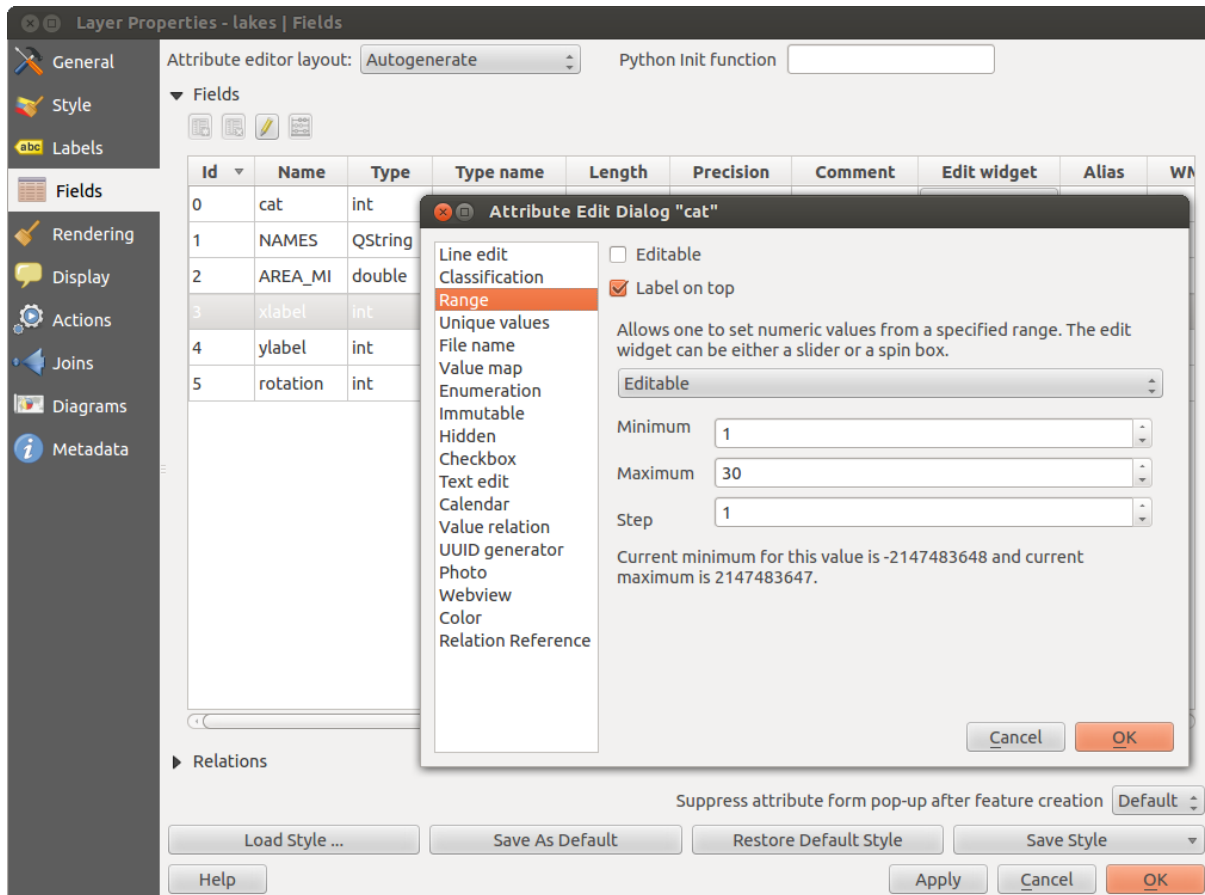 Layer Properties - lakes | Fields
General
Style
abc Labels
Fields
Rendering
Display
Actions
Joins
Diagrams
Metadata
Attribute editor layout: Autogenerate Python Init function
Fields
Id Name Type Type name Length Precision Comment Edit widget Alias
0 cat int
1 NAMES QString
2 AREA_MI double
3 xlabel int
4 ylabel int
5 rotation int
Attribute Edit Dialog "cat"
Line edit
Classification
Range
Unique values
File name
Value map
Enumeration
Immutable
Hidden
Checkbox
Text edit
Calendar
Value relation
UUID generator
Photo
Webview
Color
Relation Reference
Editable
Label on top
Allows one to set numeric values from a specified range. The edit
widget can be either a slider or a spin box.
Editable
Minimum 1
Maximum 30
Step 1
Current minimum for this value is -2147483648 and current
maximum is 2147483647.
Cancel OK
Relations
Suppress attribute form pop-up after feature creation Default
Load Style ... Save As Default Restore Default Style Save Style
Help Apply Cancel OK